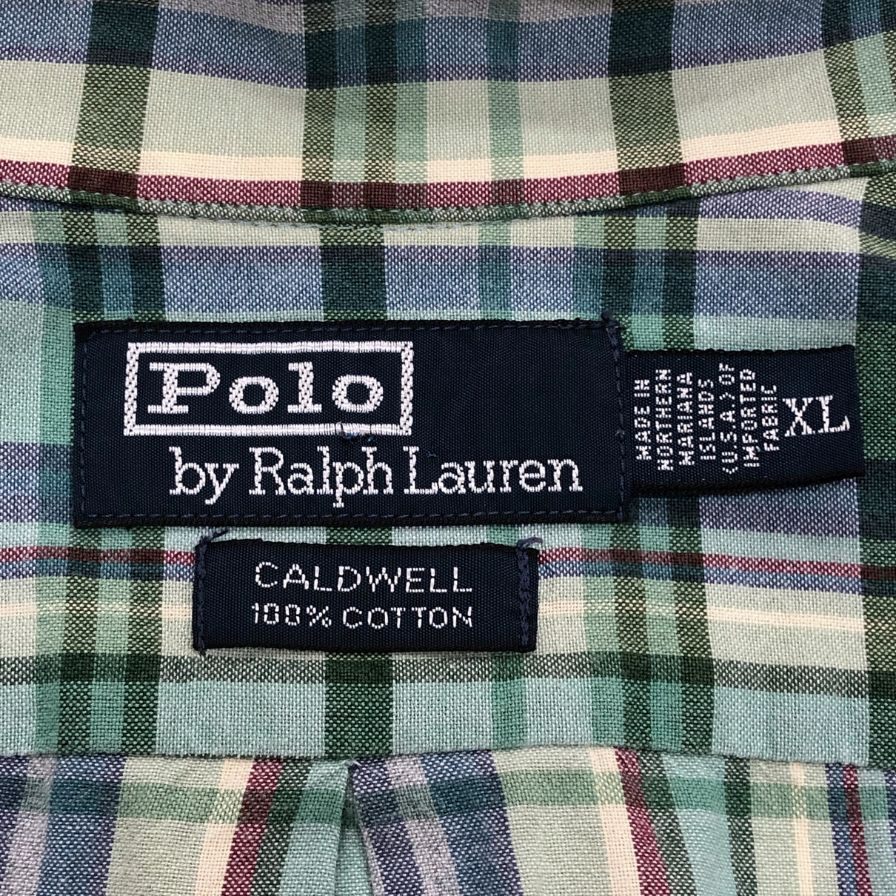 Polo
by Ralph Lauren
MADE IN
NORTHERN
MARIANA
ISLANDS
(U.S.A.) OF
IMPORTED
FABRIC
XL
CALDWELL
100% COTTON